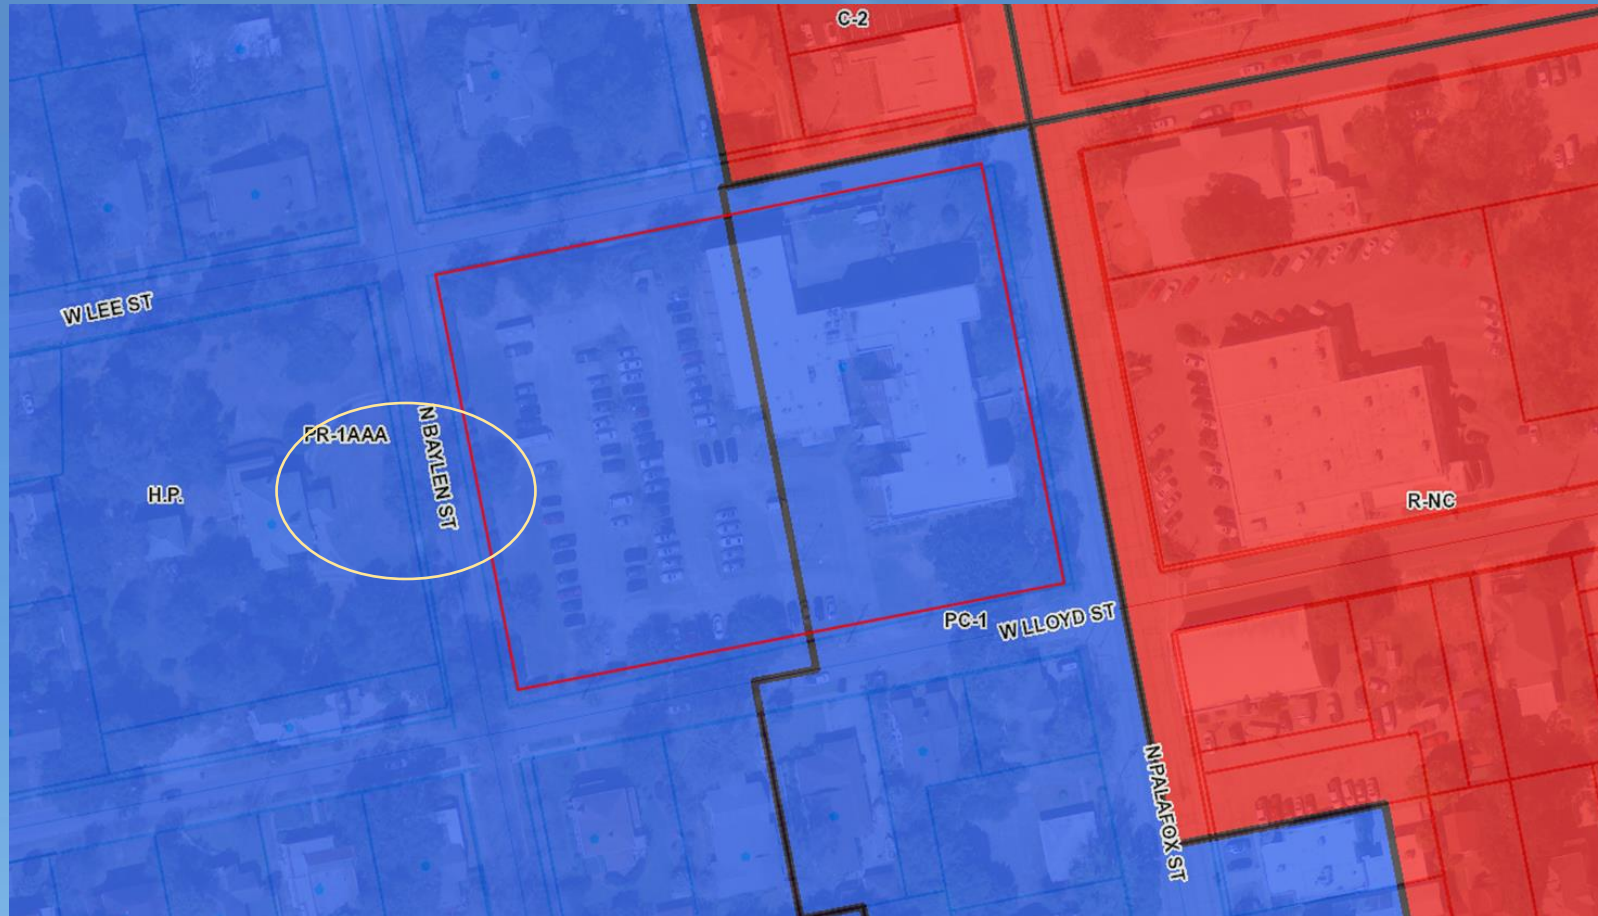 C-2
W LEE ST
PR-1AAA
N BAYLEN ST
H.P.
R-NC
PC-1
W LLOYD ST
N PALAFOX ST